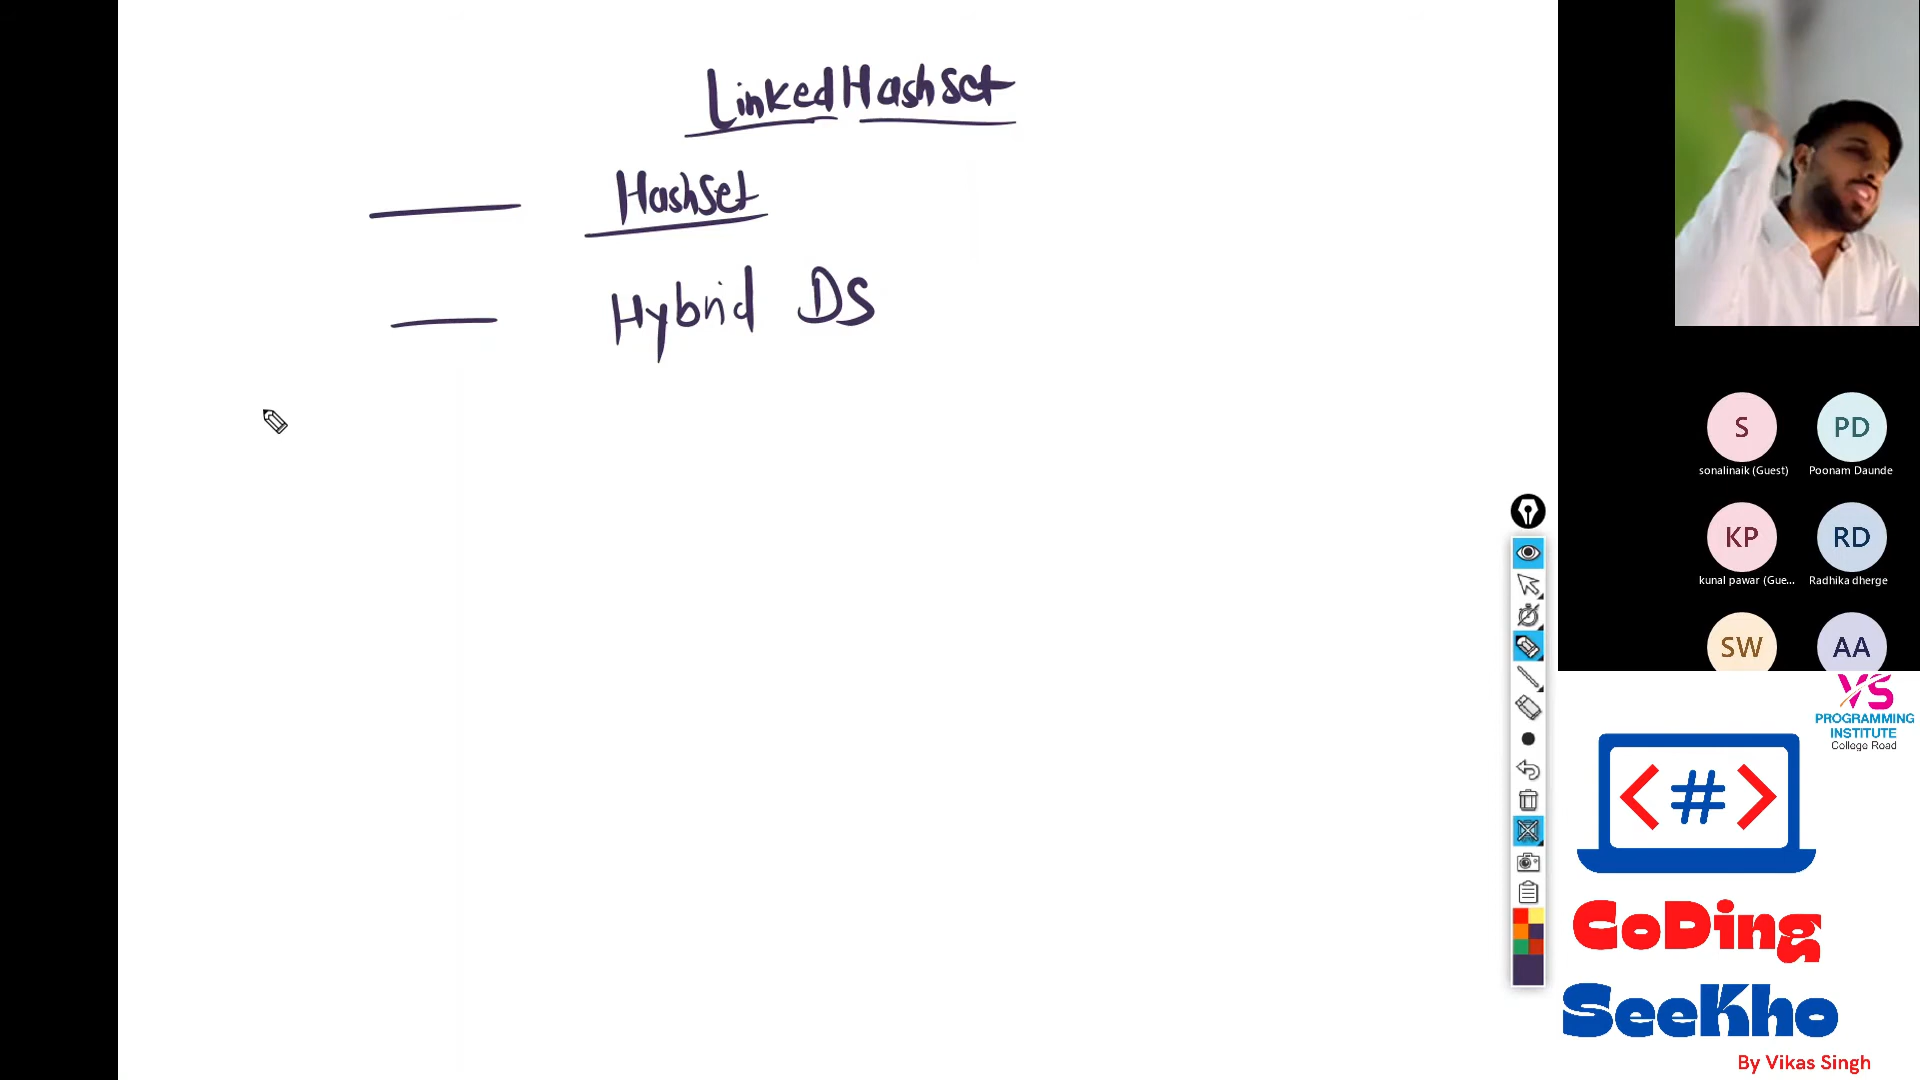 LinkedHashset
HashSet
Hybrid DS
S
PD
sonalinaik (Guest)
Poonam Daunde
KP
RD
kunal pawar (Gue...
Radhika dherge
SW
AA
VS
PROGRAMMING
INSTITUTE
College Road
<#>
CoDing
SeeKho
By Vikas Singh